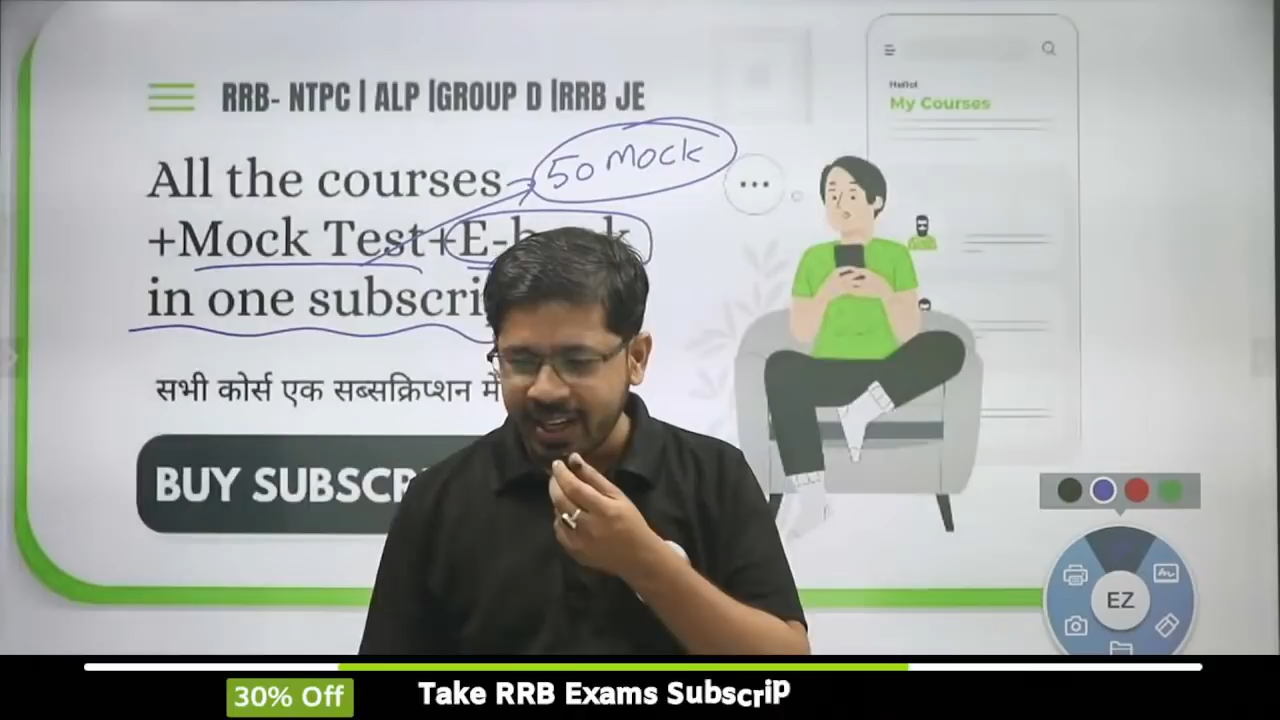 RRB- NTPC | ALP |GROUP D |RRB JE
Hello!
My Courses
All the courses
50 Mock
+Mock Test+E-book
in one subscri
सभी कोर्स एक सब्सक्रिप्शन में
BUY SUBSCR
EZ
30% Off
Take RRB Exams Subscrip